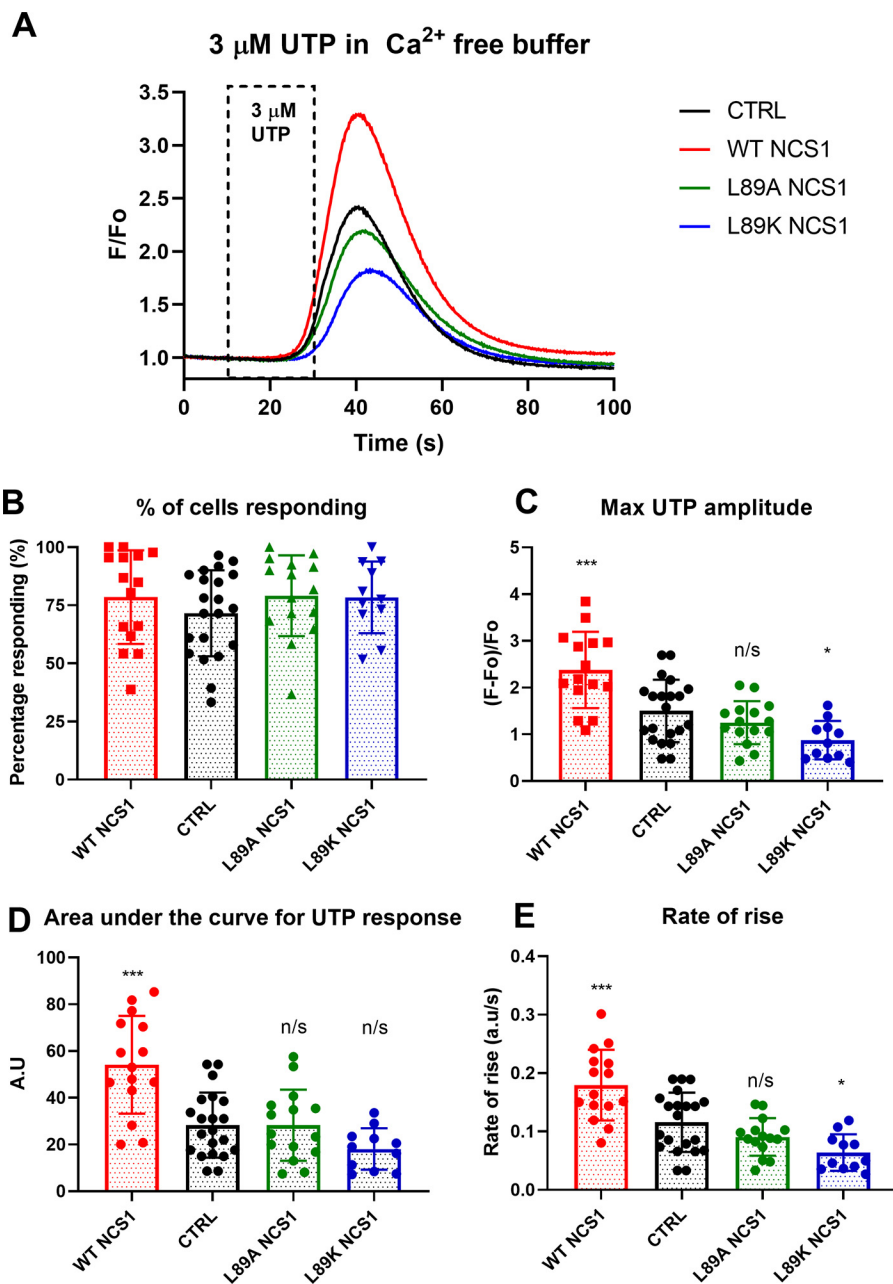 A
3 μM UTP in Ca2+ free buffer
3 μM
UTP
CTRL
WT NCS1
L89A NCS1
L89K NCS1
F/Fo
3.5
3.0
2.5
2.0
1.5
1.0
0
20
40
60
80
100
Time (s)
B
% of cells responding
Percentage responding (%)
100
75
50
25
0
WT NCS1
CTRL
L89A NCS1
L89K NCS1
C
Max UTP amplitude
(F-Fo)/Fo
5
4
3
2
1
0
***
n/s
*
WT NCS1
CTRL
L89A NCS1
L89K NCS1
D
Area under the curve for UTP response
A.U
100
80
60
40
20
0
***
n/s
n/s
WT NCS1
CTRL
L89A NCS1
L89K NCS1
E
Rate of rise
Rate of rise (a.u/s)
0.4
0.3
0.2
0.1
0.0
***
n/s
*
WT NCS1
CTRL
L89A NCS1
L89K NCS1